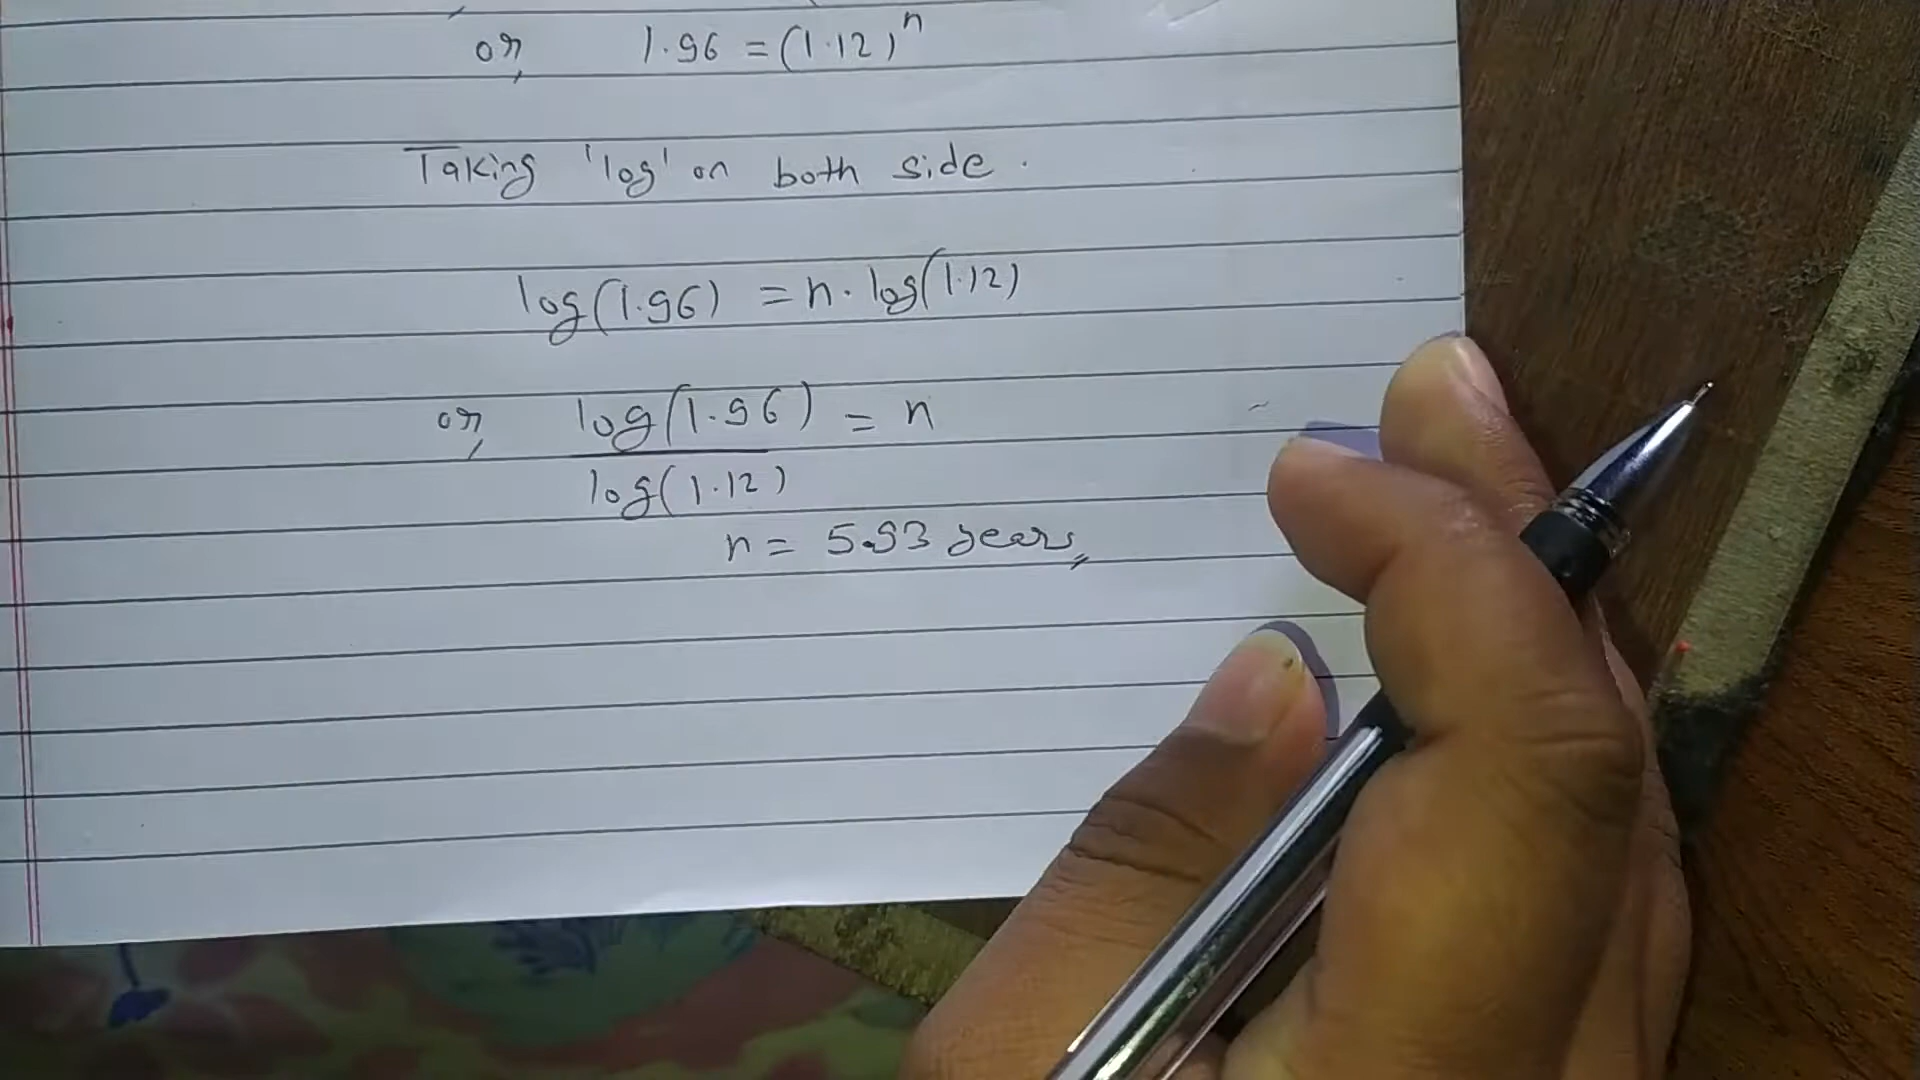 or, 1.96 = (1.12)^n
Taking 'log' on both side.
log(1.96) = n. log(1.12)
or, log(1.96) / log(1.12) = n
n = 5.93 years